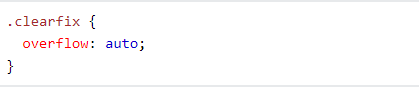 .clearfix {
  overflow: auto;
}